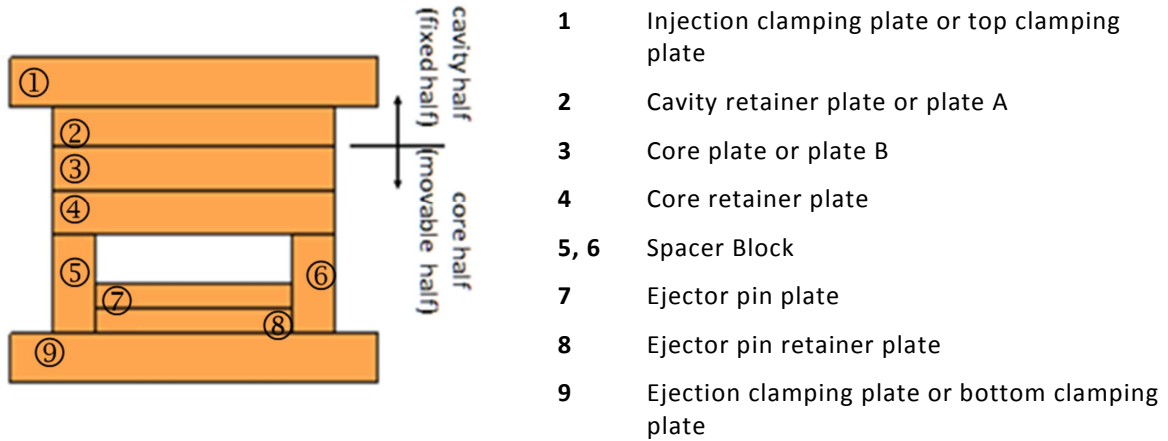 ①
②
③
④
⑤
⑥
⑦
⑧
⑨
cavity half
(fixed half)
core half
(movable half)
1 Injection clamping plate or top clamping
plate
2 Cavity retainer plate or plate A
3 Core plate or plate B
4 Core retainer plate
5, 6 Spacer Block
7 Ejector pin plate
8 Ejector pin retainer plate
9 Ejection clamping plate or bottom clamping
plate